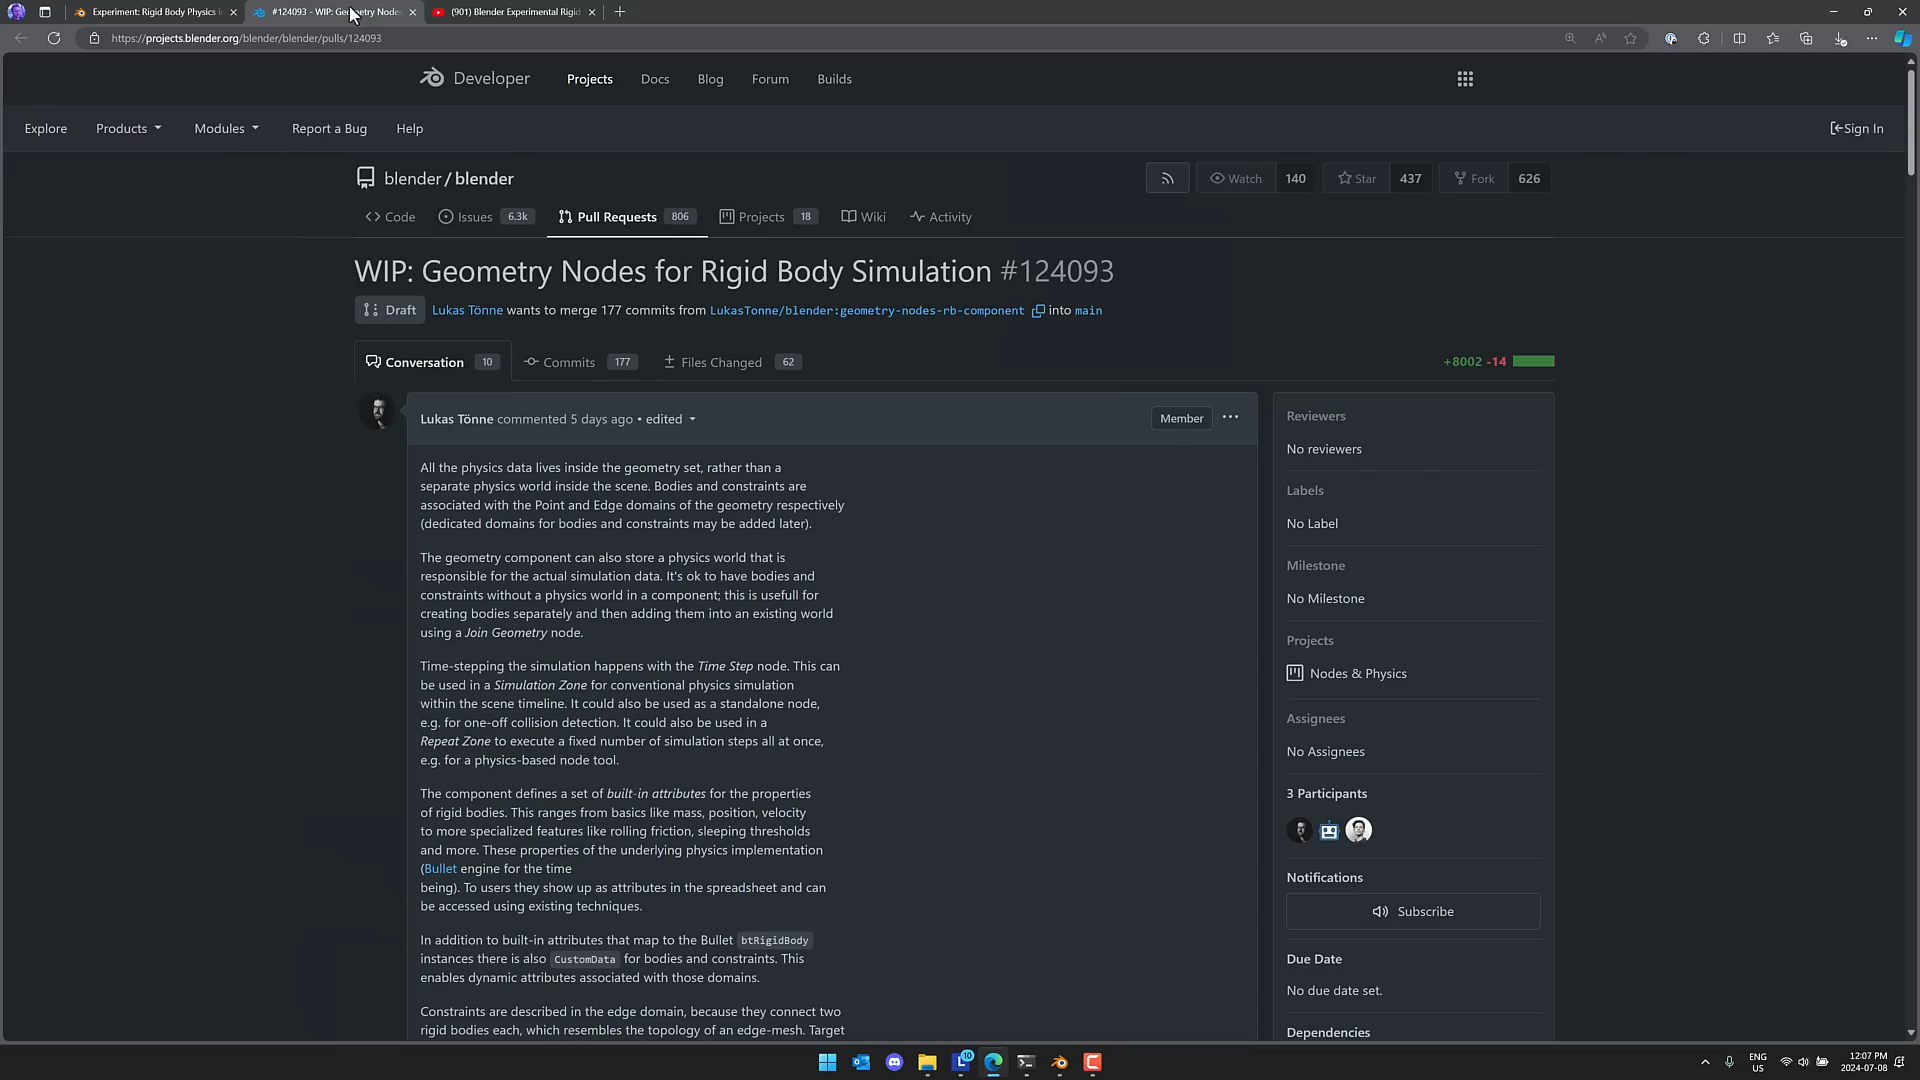 Experiment: Rigid Body Physics i
#124093 - WIP: Geometry Nodes
(901) Blender Experimental Rigid
https://projects.blender.org/blender/blender/pulls/124093
Developer
Projects
Docs
Blog
Forum
Builds
Explore
Products
Modules
Report a Bug
Help
Sign In
blender / blender
Watch 140
Star 437
Fork 626
Code
Issues 6.3k
Pull Requests 806
Projects 18
Wiki
Activity
WIP: Geometry Nodes for Rigid Body Simulation #124093
Draft
Lukas Tönne wants to merge 177 commits from LukasTonne/blender:geometry-nodes-rb-component into main
Conversation 10
Commits 177
Files Changed 62
+8002 -14
Lukas Tönne commented 5 days ago • edited
Member
All the physics data lives inside the geometry set, rather than a
separate physics world inside the scene. Bodies and constraints are
associated with the Point and Edge domains of the geometry respectively
(dedicated domains for bodies and constraints may be added later).
The geometry component can also store a physics world that is
responsible for the actual simulation data. It's ok to have bodies and
constraints without a physics world in a component; this is usefull for
creating bodies separately and then adding them into an existing world
using a Join Geometry node.
Time-stepping the simulation happens with the Time Step node. This can
be used in a Simulation Zone for conventional physics simulation
within the scene timeline. It could also be used as a standalone node,
e.g. for one-off collision detection. It could also be used in a
Repeat Zone to execute a fixed number of simulation steps all at once,
e.g. for a physics-based node tool.
The component defines a set of built-in attributes for the properties
of rigid bodies. This ranges from basics like mass, position, velocity
to more specialized features like rolling friction, sleeping thresholds
and more. These properties of the underlying physics implementation
(Bullet engine for the time
being). To users they show up as attributes in the spreadsheet and can
be accessed using existing techniques.
In addition to built-in attributes that map to the Bullet btRigidBody
instances there is also CustomData for bodies and constraints. This
enables dynamic attributes associated with those domains.
Constraints are described in the edge domain, because they connect two
rigid bodies each, which resembles the topology of an edge-mesh. Target
Reviewers
No reviewers
Labels
No Label
Milestone
No Milestone
Projects
Nodes & Physics
Assignees
No Assignees
3 Participants
Notifications
Subscribe
Due Date
No due date set.
Dependencies
10
ENG
US
12:07 PM
2024-07-08